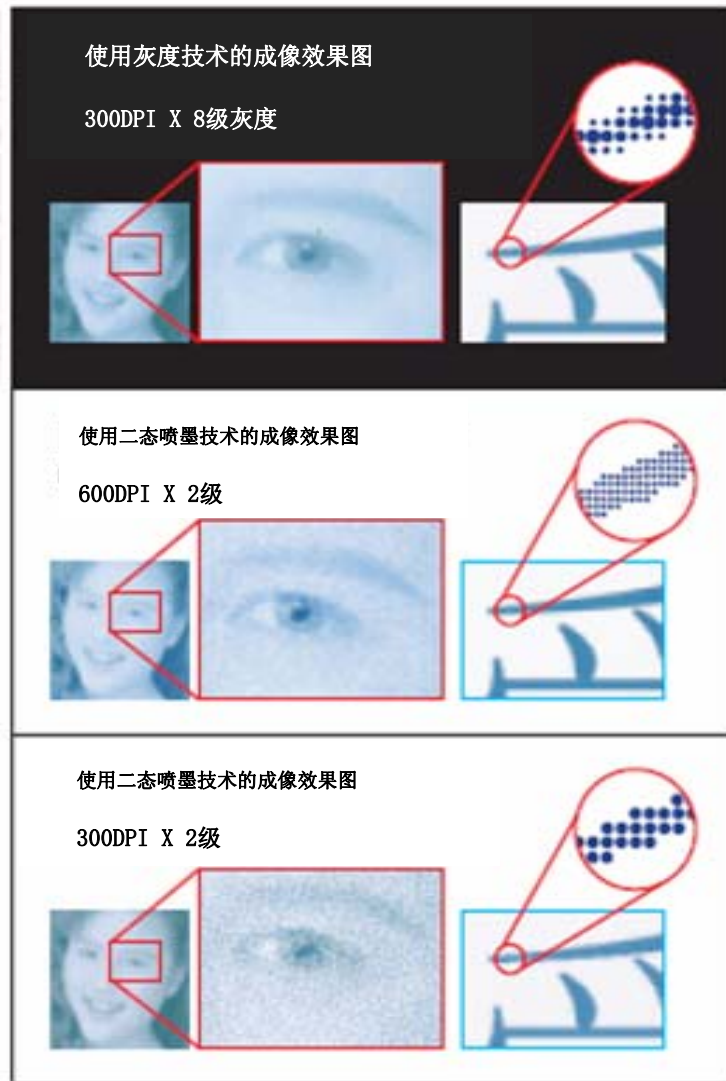 使用灰度技术的成像效果图
300DPI X 8级灰度
使用二态喷墨技术的成像效果图
600DPI X 2级
使用二态喷墨技术的成像效果图
300DPI X 2级